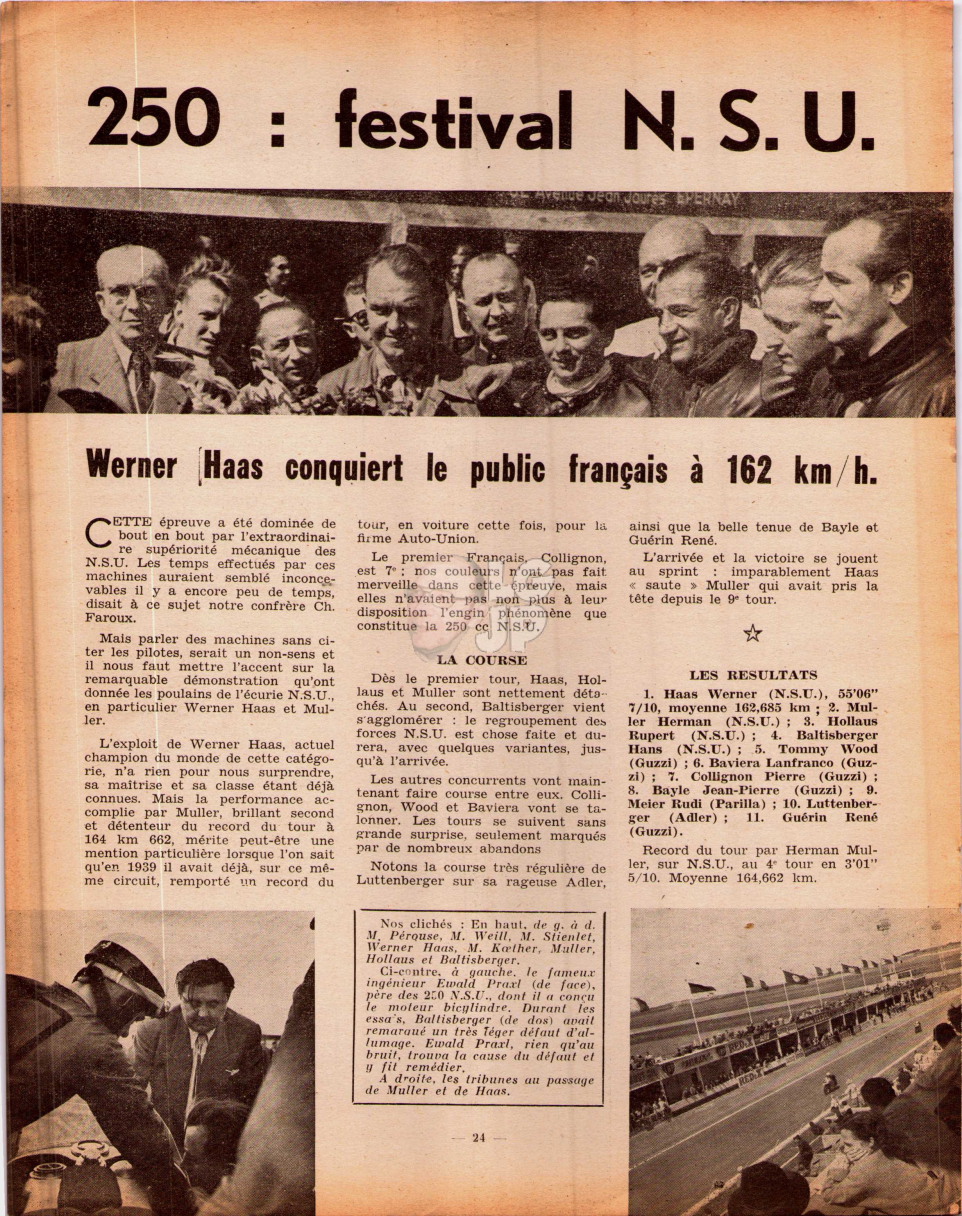 250 : festival N. S. U.
Avenue Jean Jaurès EPERNAY
Werner Haas conquiert le public français à 162 km/h.
CETTE épreuve a été dominée de
bout en bout par l'extraordinai-
re supériorité mécanique des
N.S.U. Les temps effectués par ces
machines auraient semblé inconce-
vables il y a encore peu de temps,
disait à ce sujet notre confrère Ch.
Faroux.
Mais parler des machines sans ci-
ter les pilotes, serait un non-sens et
il nous faut mettre l'accent sur la
remarquable démonstration qu'ont
donnée les poulains de l'écurie N.S.U.,
en particulier Werner Haas et Mul-
ler.
L'exploit de Werner Haas, actuel
champion du monde de cette catégo-
rie, n'a rien pour nous surprendre,
sa maîtrise et sa classe étant déjà
connues. Mais la performance ac-
complie par Muller, brillant second
et détenteur du record du tour à
164 km 662, mérite peut-être une
mention particulière lorsque l'on sait
qu'en 1939 il avait déjà, sur ce mê-
me circuit, remporté un record du
tour, en voiture cette fois, pour la
firme Auto-Union.
Le premier Français, Collignon,
est 7e : nos couleurs n'ont pas fait
merveille dans cette épreuve, mais
elles n'avaient pas non plus à leur
disposition l'engin phénomène que
constitue la 250 cc N.S.U.
LA COURSE
Dès le premier tour, Haas, Hol-
laus et Muller sont nettement déta-
chés. Au second, Baltisberger vient
s'agglomérer : le regroupement des
forces N.S.U. est chose faite et du-
rera, avec quelques variantes, jus-
qu'à l'arrivée.
Les autres concurrents vont main-
tenant faire course entre eux. Colli-
gnon, Wood et Baviera vont se ta-
lonner. Les tours se suivent sans
grande surprise, seulement marqués
par de nombreux abandons
Notons la course très régulière de
Luttenberger sur sa rageuse Adler,
ainsi que la belle tenue de Bayle et
Guérin René.
L'arrivée et la victoire se jouent
au sprint : imparablement Haas
« saute » Muller qui avait pris la
tête depuis le 9e tour.
LES RESULTATS
1. Haas Werner (N.S.U.), 55'06"
7/10, moyenne 162,685 km ; 2. Mul-
ler Herman (N.S.U.) ; 3. Hollaus
Rupert (N.S.U.) ; 4. Baltisberger
Hans (N.S.U.) ; 5. Tommy Wood
(Guzzi) ; 6. Baviera Lanfranco (Guz-
zi) ; 7. Collignon Pierre (Guzzi) ;
8. Bayle Jean-Pierre (Guzzi) ; 9.
Meier Rudi (Parilla) ; 10. Luttenber-
ger (Adler) ; 11. Guérin René
(Guzzi).
Record du tour par Herman Mul-
ler, sur N.S.U., au 4e tour en 3'01"
5/10. Moyenne 164,662 km.
Nos clichés : En haut, de g. à d.
M. Pérouse, M. Weill, M. Stienlet,
Werner Haas, M. Kœther, Muller,
Hollaus et Baltisberger.
Ci-contre, à gauche, le fameux
ingénieur Ewald Praxl (de face),
père des 250 N.S.U., dont il a conçu
le moteur bicylindre. Durant les
essais, Baltisberger (de dos) avait
remarqué un très léger défaut d'al-
lumage. Ewald Praxl, rien qu'au
bruit, trouva la cause du défaut et
y fit remédier.
A droite, les tribunes au passage
de Muller et de Haas.
— 24 —